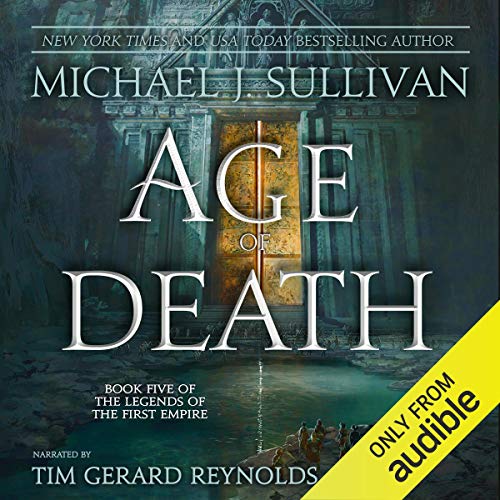 NEW YORK TIMES AND USA TODAY BESTSELLING AUTHOR
MICHAEL J. SULLIVAN
AGE
OF
DEATH
BOOK FIVE OF
THE LEGENDS OF
THE FIRST EMPIRE
NARRATED BY
TIM GERARD REYNOLDS
ONLY FROM
audible